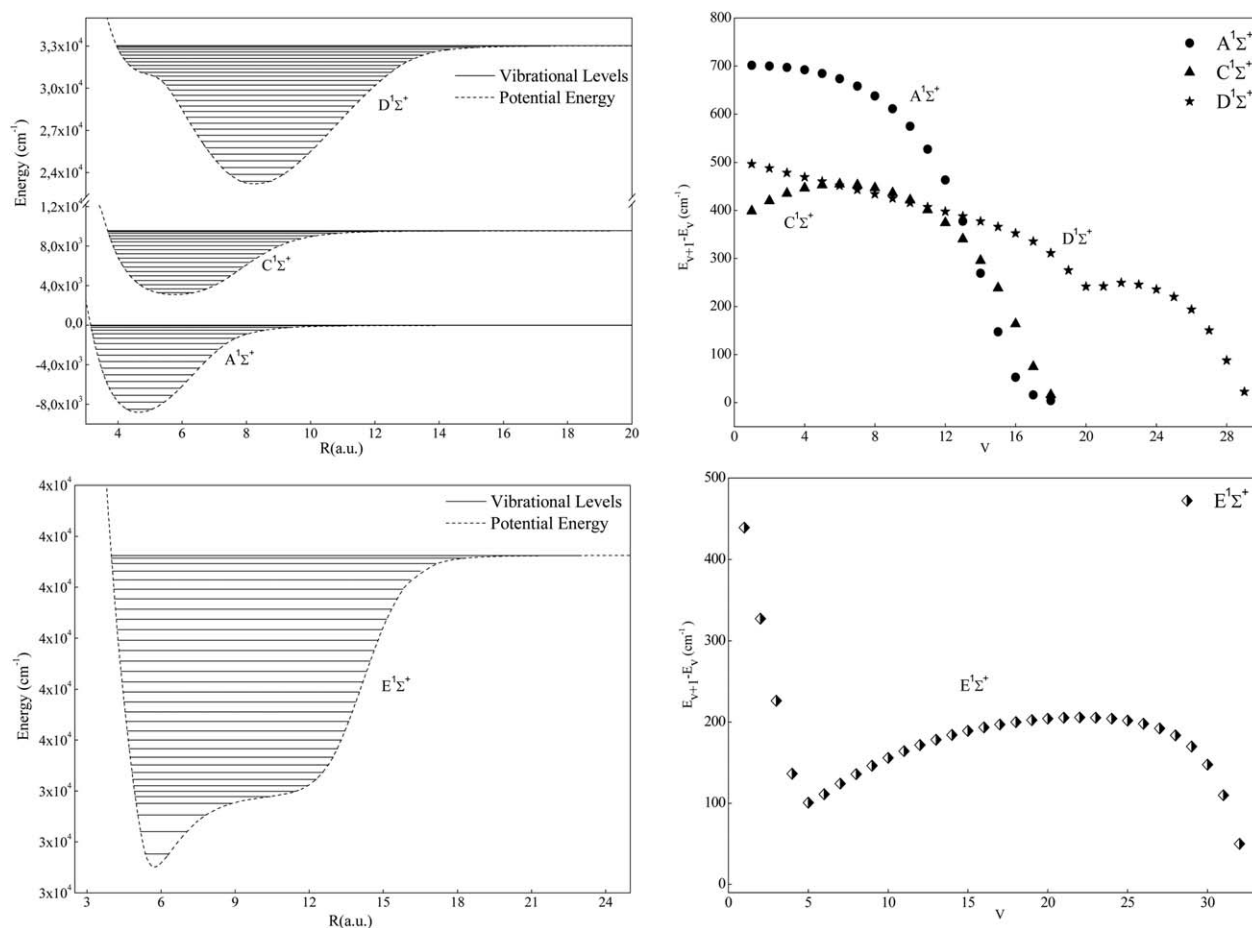 3,3x10⁴
3,0x10⁴
2,7x10⁴
2,4x10⁴
1,2x10⁴
8,0x10³
4,0x10³
0,0
-4,0x10³
-8,0x10³
Energy (cm⁻¹)
Vibrational Levels
Potential Energy
D¹Σ⁺
C¹Σ⁺
A¹Σ⁺
4 6 8 10 12 14 16 18 20
R(a.u.)
800
700
600
500
400
300
200
100
0
E_{v+1}-E_v (cm⁻¹)
A¹Σ⁺
C¹Σ⁺
D¹Σ⁺
A¹Σ⁺
C¹Σ⁺
D¹Σ⁺
0 4 8 12 16 20 24 28
V
4x10⁴
4x10⁴
4x10⁴
4x10⁴
4x10⁴
4x10⁴
3x10⁴
3x10⁴
3x10⁴
Energy (cm⁻¹)
Vibrational Levels
Potential Energy
E¹Σ⁺
3 6 9 12 15 18 21 24
R(a.u.)
500
400
300
200
100
0
E_{v+1}-E_v (cm⁻¹)
E¹Σ⁺
E¹Σ⁺
0 5 10 15 20 25 30
V